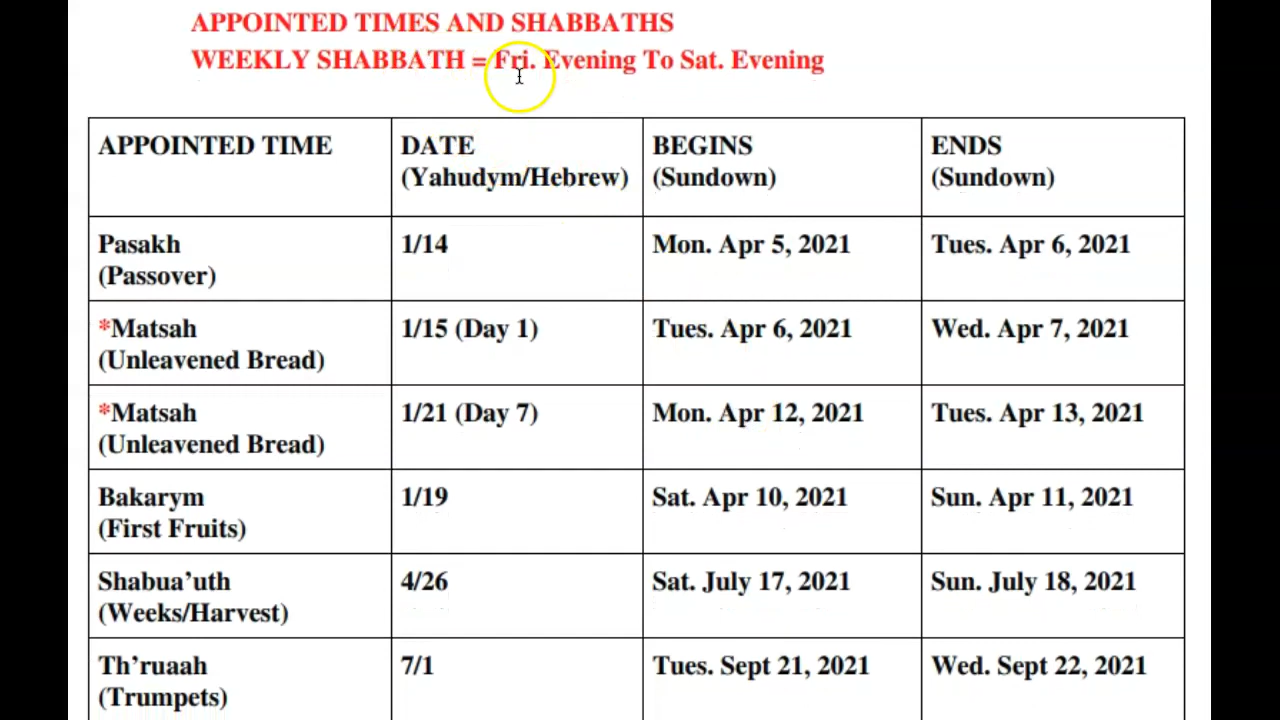 APPOINTED TIMES AND SHABBATHS
WEEKLY SHABBATH = Fri. Evening To Sat. Evening
APPOINTED TIME
DATE
(Yahudym/Hebrew)
BEGINS
(Sundown)
ENDS
(Sundown)
Pasakh
(Passover)
1/14
Mon. Apr 5, 2021
Tues. Apr 6, 2021
*Matsah
(Unleavened Bread)
1/15 (Day 1)
Tues. Apr 6, 2021
Wed. Apr 7, 2021
*Matsah
(Unleavened Bread)
1/21 (Day 7)
Mon. Apr 12, 2021
Tues. Apr 13, 2021
Bakarym
(First Fruits)
1/19
Sat. Apr 10, 2021
Sun. Apr 11, 2021
Shabua’uth
(Weeks/Harvest)
4/26
Sat. July 17, 2021
Sun. July 18, 2021
Th’ruaah
(Trumpets)
7/1
Tues. Sept 21, 2021
Wed. Sept 22, 2021